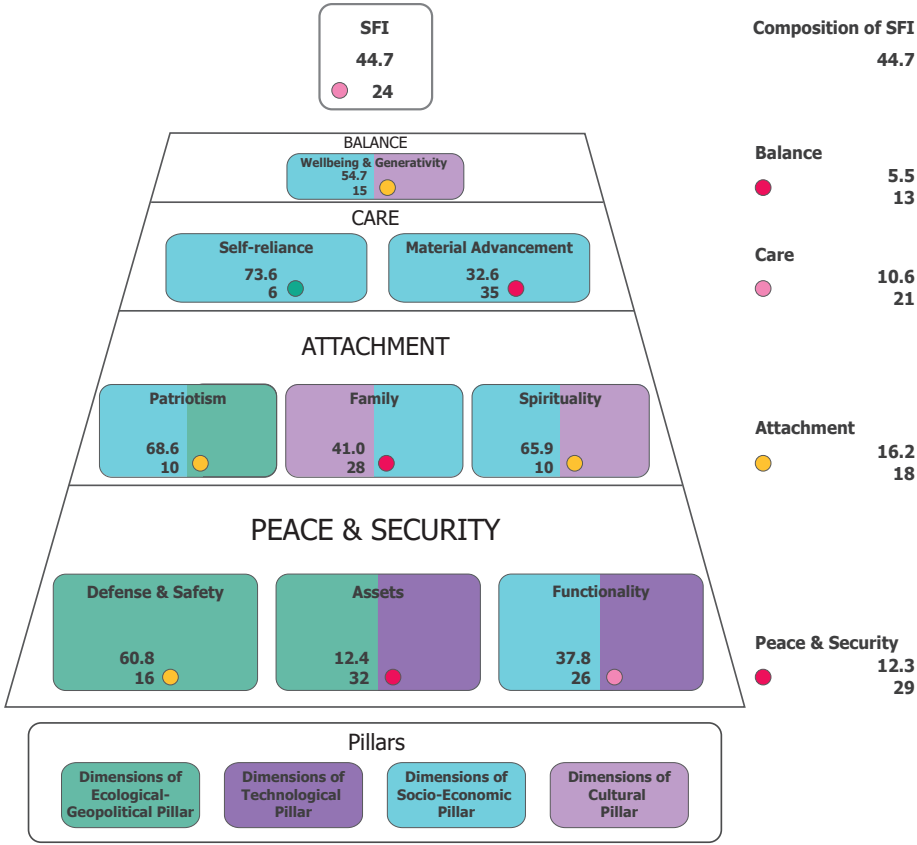 SFI
44.7
24
Composition of SFI
44.7
BALANCE
Wellbeing & Generativity
54.7
15
Balance
5.5
13
CARE
Self-reliance
73.6
6
Material Advancement
32.6
35
Care
10.6
21
ATTACHMENT
Patriotism
68.6
10
Family
41.0
28
Spirituality
65.9
10
Attachment
16.2
18
PEACE & SECURITY
Defense & Safety
60.8
16
Assets
12.4
32
Functionality
37.8
26
Peace & Security
12.3
29
Pillars
Dimensions of
Ecological-
Geopolitical Pillar
Dimensions of
Technological
Pillar
Dimensions of
Socio-Economic
Pillar
Dimensions of
Cultural
Pillar